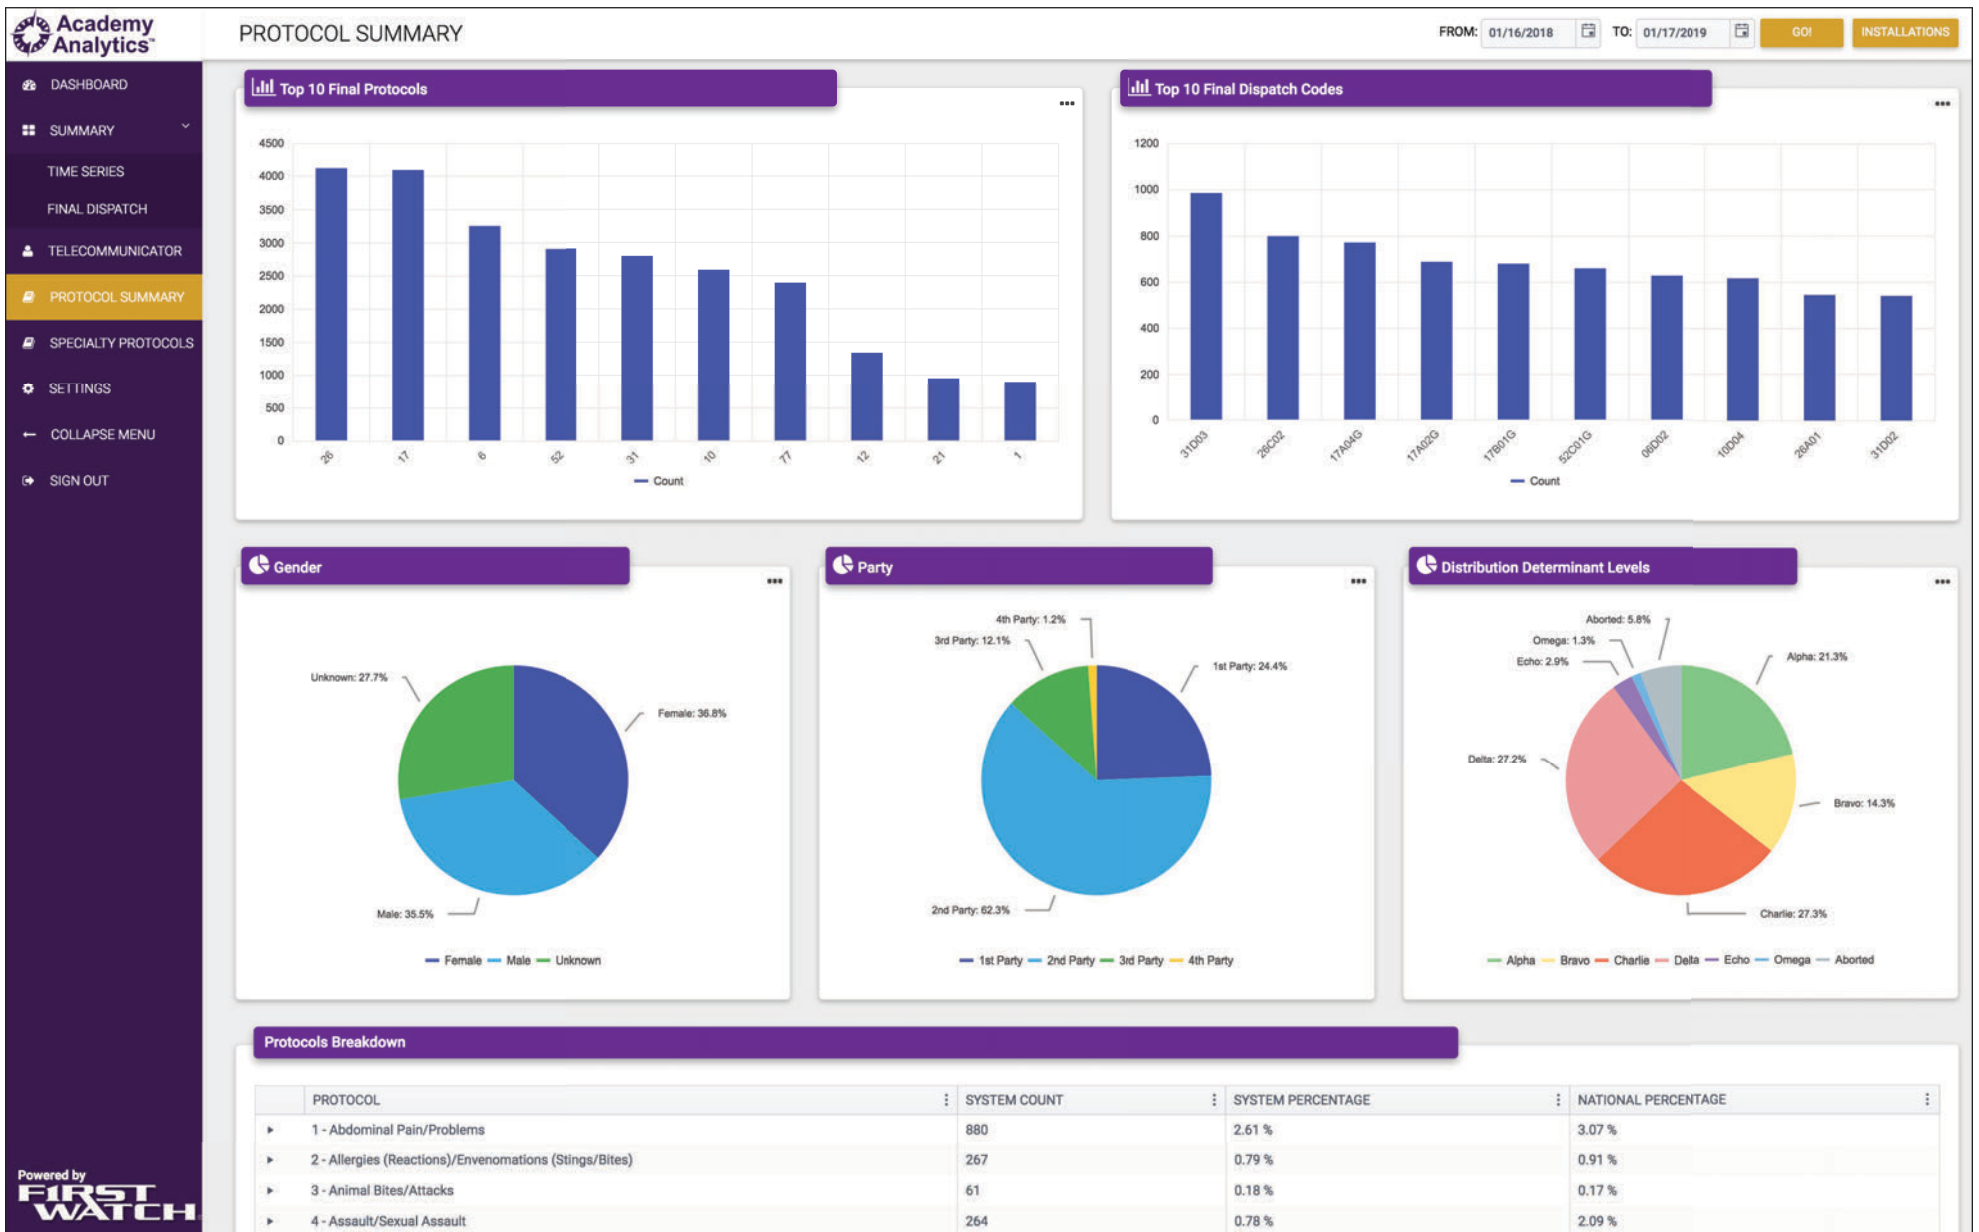 Academy
Analytics™
PROTOCOL SUMMARY
FROM: 01/16/2018 TO: 01/17/2019 GO! INSTALLATIONS
DASHBOARD
SUMMARY
TIME SERIES
FINAL DISPATCH
TELECOMMUNICATOR
PROTOCOL SUMMARY
SPECIALTY PROTOCOLS
SETTINGS
COLLAPSE MENU
SIGN OUT
Powered by
FIRST
WATCH
Top 10 Final Protocols
4500
4000
3500
3000
2500
2000
1500
1000
500
0
26 17 6 52 31 10 77 12 21 1
Count
Top 10 Final Dispatch Codes
1200
1000
800
600
400
200
0
31D03 26C02 17A04G 17A02G 17B01G 52C01G 06D02 10D04 26A01 31D02
Count
Gender
Unknown: 27.7%
Female: 36.8%
Male: 35.5%
Female Male Unknown
Party
4th Party: 1.2%
3rd Party: 12.1%
1st Party: 24.4%
2nd Party: 62.3%
1st Party 2nd Party 3rd Party 4th Party
Distribution Determinant Levels
Aborted: 5.8%
Omega: 1.3%
Echo: 2.9%
Alpha: 21.3%
Delta: 27.2%
Bravo: 14.3%
Charlie: 27.3%
Alpha Bravo Charlie Delta Echo Omega Aborted
Protocols Breakdown
PROTOCOL SYSTEM COUNT SYSTEM PERCENTAGE NATIONAL PERCENTAGE
1 - Abdominal Pain/Problems 880 2.61 % 3.07 %
2 - Allergies (Reactions)/Envenomations (Stings/Bites) 267 0.79 % 0.91 %
3 - Animal Bites/Attacks 61 0.18 % 0.17 %
4 - Assault/Sexual Assault 264 0.78 % 2.09 %